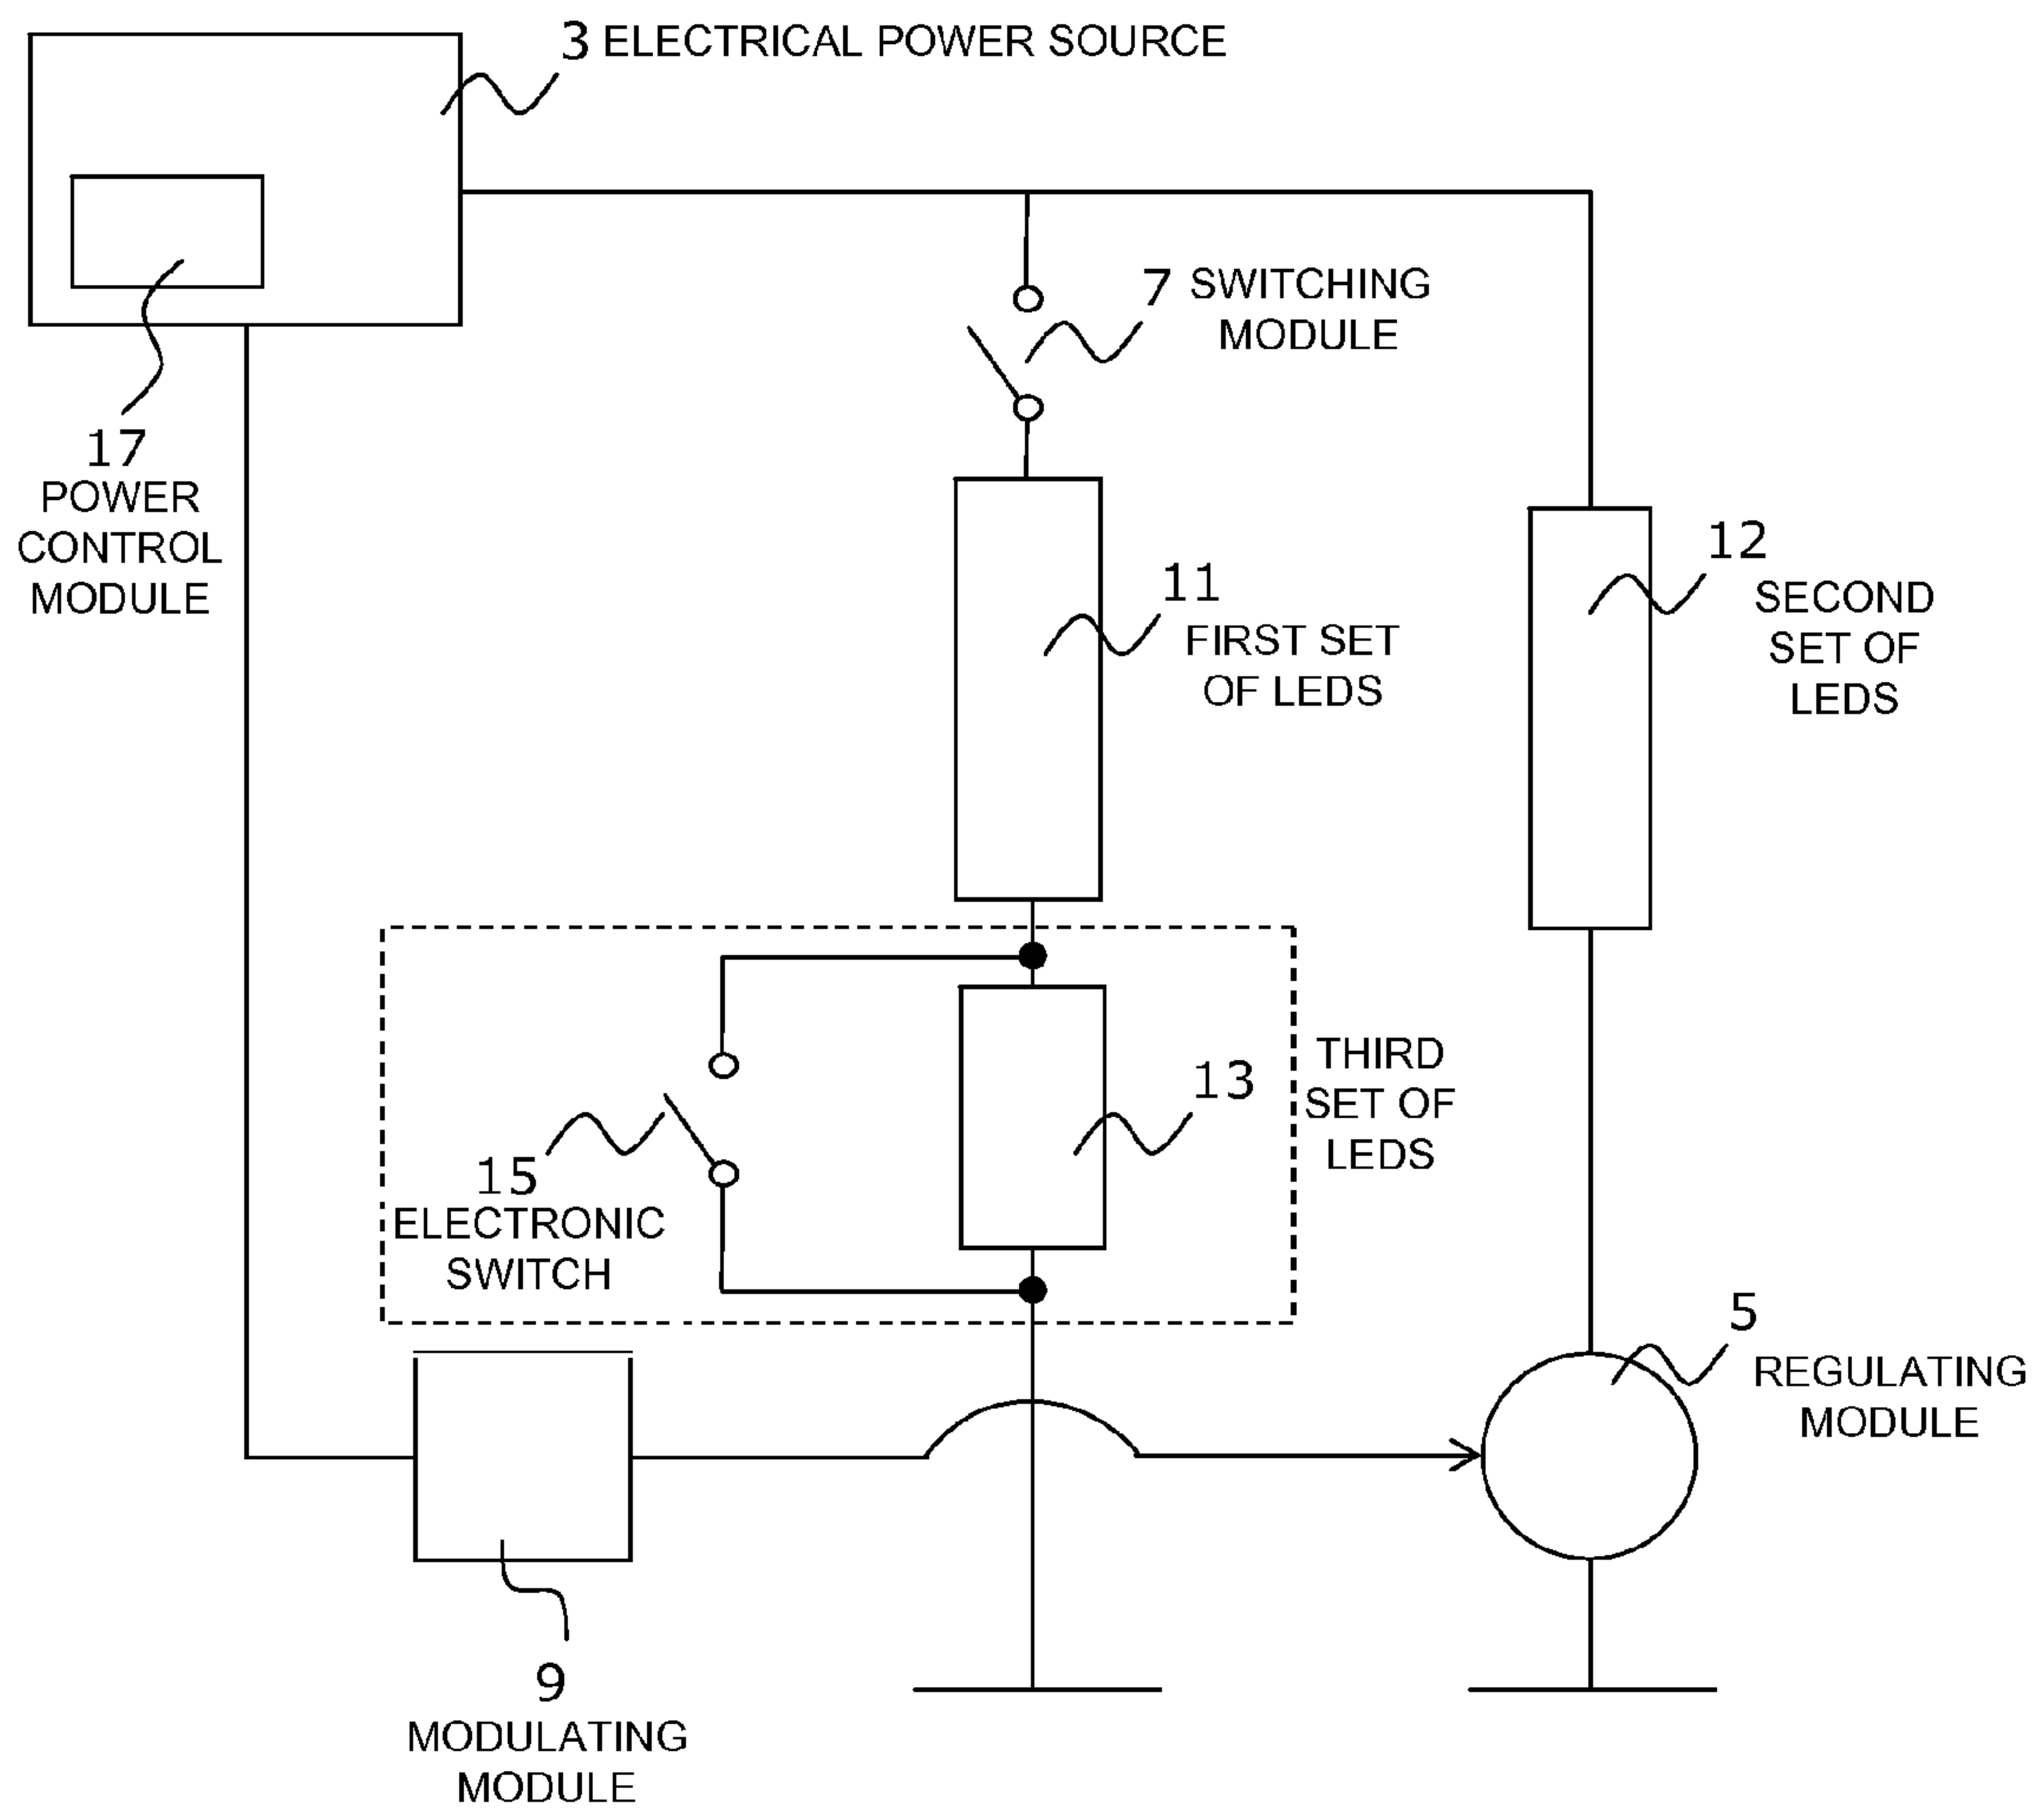 3 ELECTRICAL POWER SOURCE
7 SWITCHING
MODULE
17
POWER
CONTROL
MODULE
11
FIRST SET
OF LEDS
12
SECOND
SET OF
LEDS
13
THIRD
SET OF
LEDS
15
ELECTRONIC
SWITCH
5
REGULATING
MODULE
9
MODULATING
MODULE